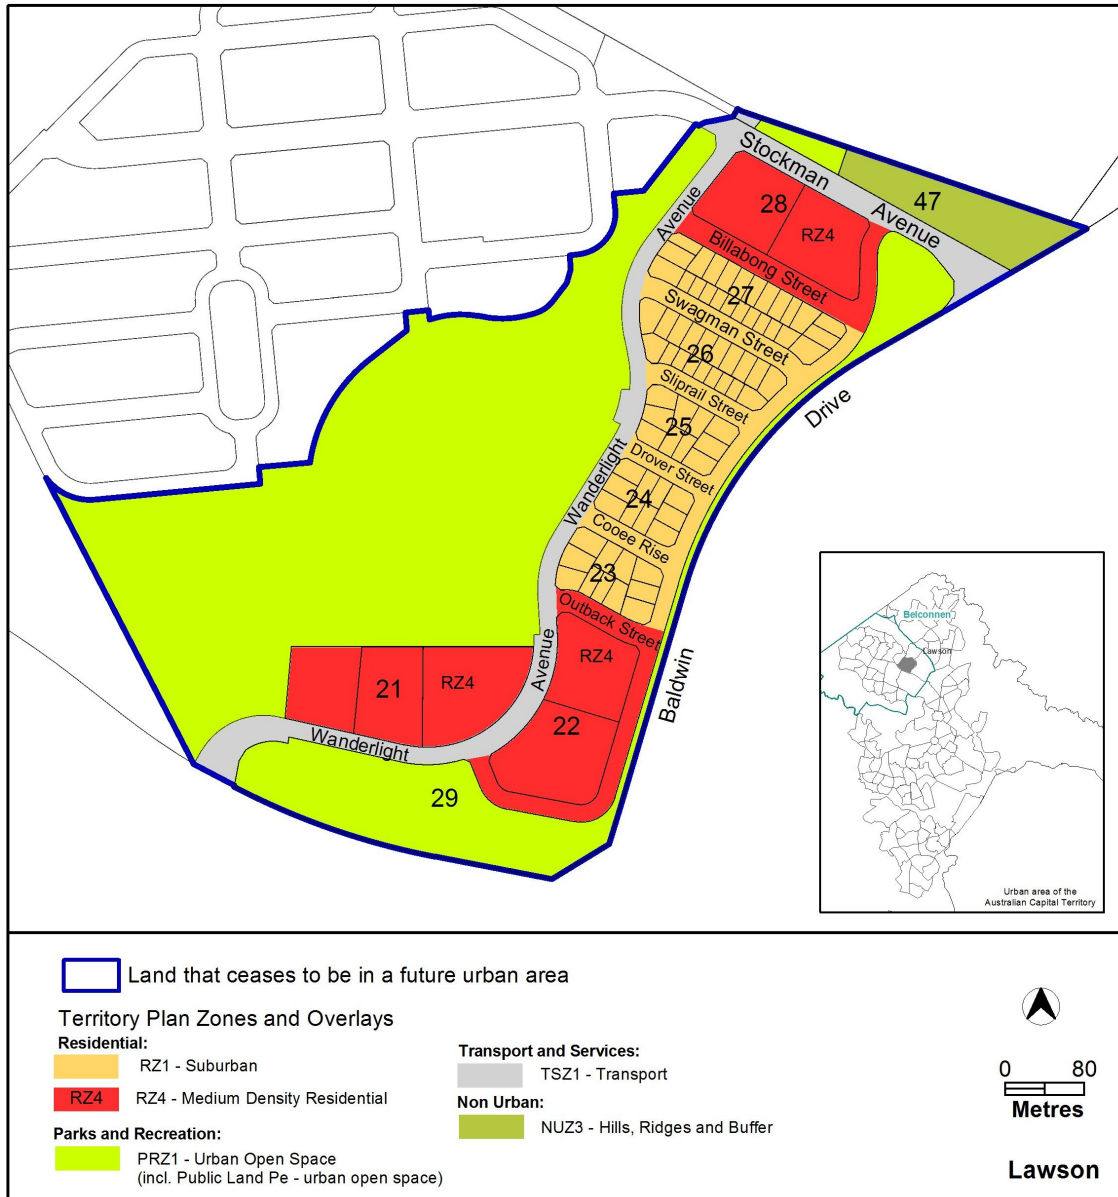 Stockman
Avenue
47
28
RZ4
Avenue
Billabong Street
27
Swagman Street
26
Sliprail Street
25
Drive
Drover Street
Wanderlight
24
Cooee Rise
23
Outback Street
RZ4
Avenue
Baldwin
21
RZ4
22
Wanderlight
29
Belconnen
Lawson
Urban area of the
Australian Capital Territory
Land that ceases to be in a future urban area
Territory Plan Zones and Overlays
Residential:
RZ1 - Suburban
RZ4
RZ4 - Medium Density Residential
Parks and Recreation:
PRZ1 - Urban Open Space
(incl. Public Land Pe - urban open space)
Transport and Services:
TSZ1 - Transport
Non Urban:
NUZ3 - Hills, Ridges and Buffer
0 80
Metres
Lawson